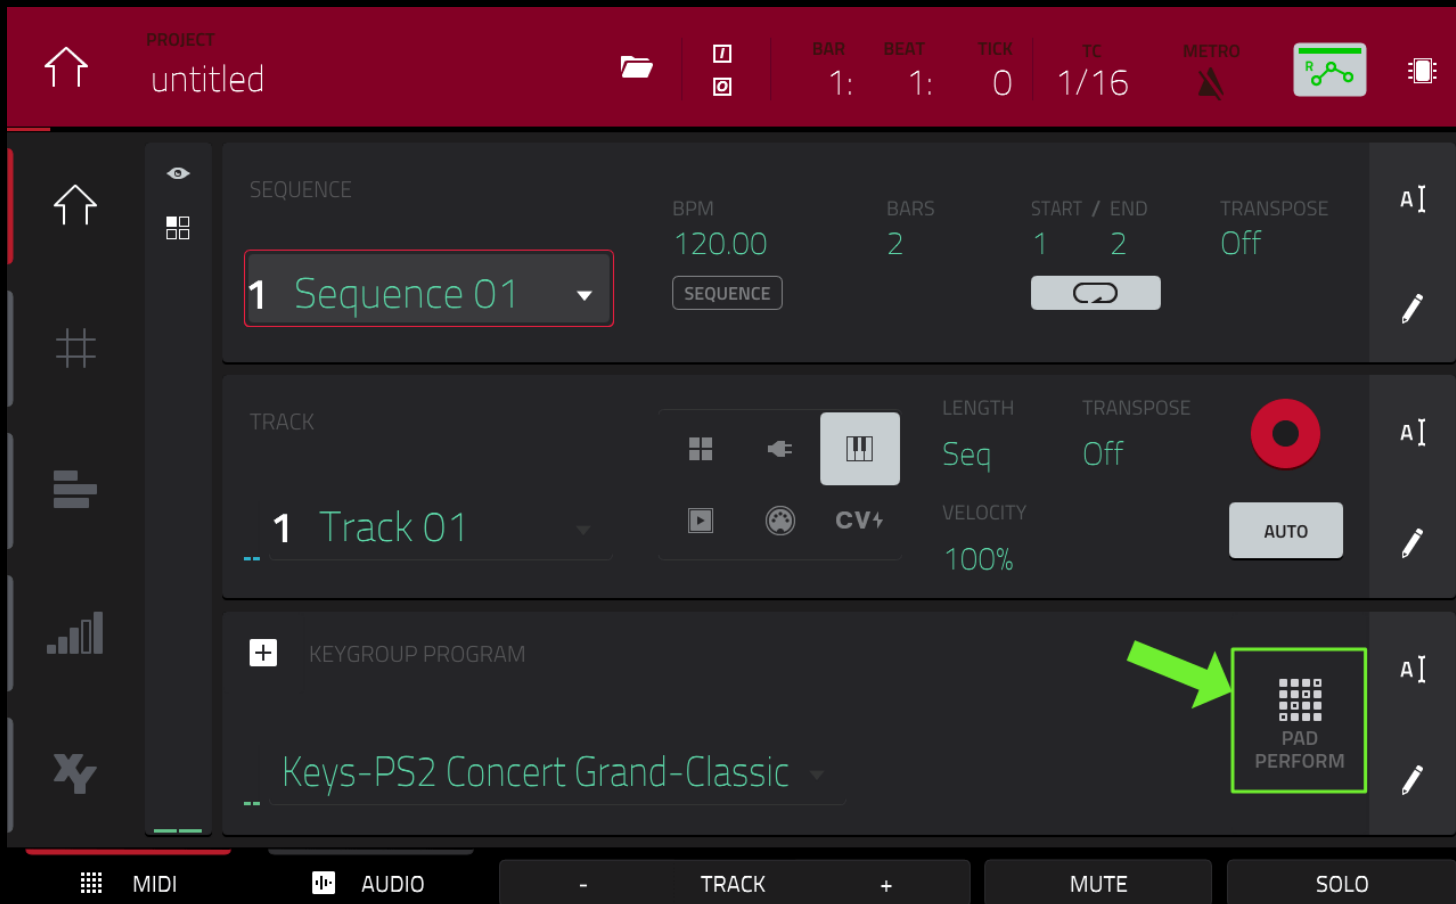 PROJECT
untitled
BAR BEAT TICK TC METRO
1: 1: 0 1/16
R
SEQUENCE
1 Sequence 01
BPM BARS START / END TRANSPOSE
120.00 2 1 2 Off
SEQUENCE
A
TRACK
1 Track 01
CV
LENGTH TRANSPOSE
Seq Off
VELOCITY
100%
AUTO
A
KEYGROUP PROGRAM
Keys-PS2 Concert Grand-Classic
PAD
PERFORM
A
XY
MIDI AUDIO - TRACK + MUTE SOLO